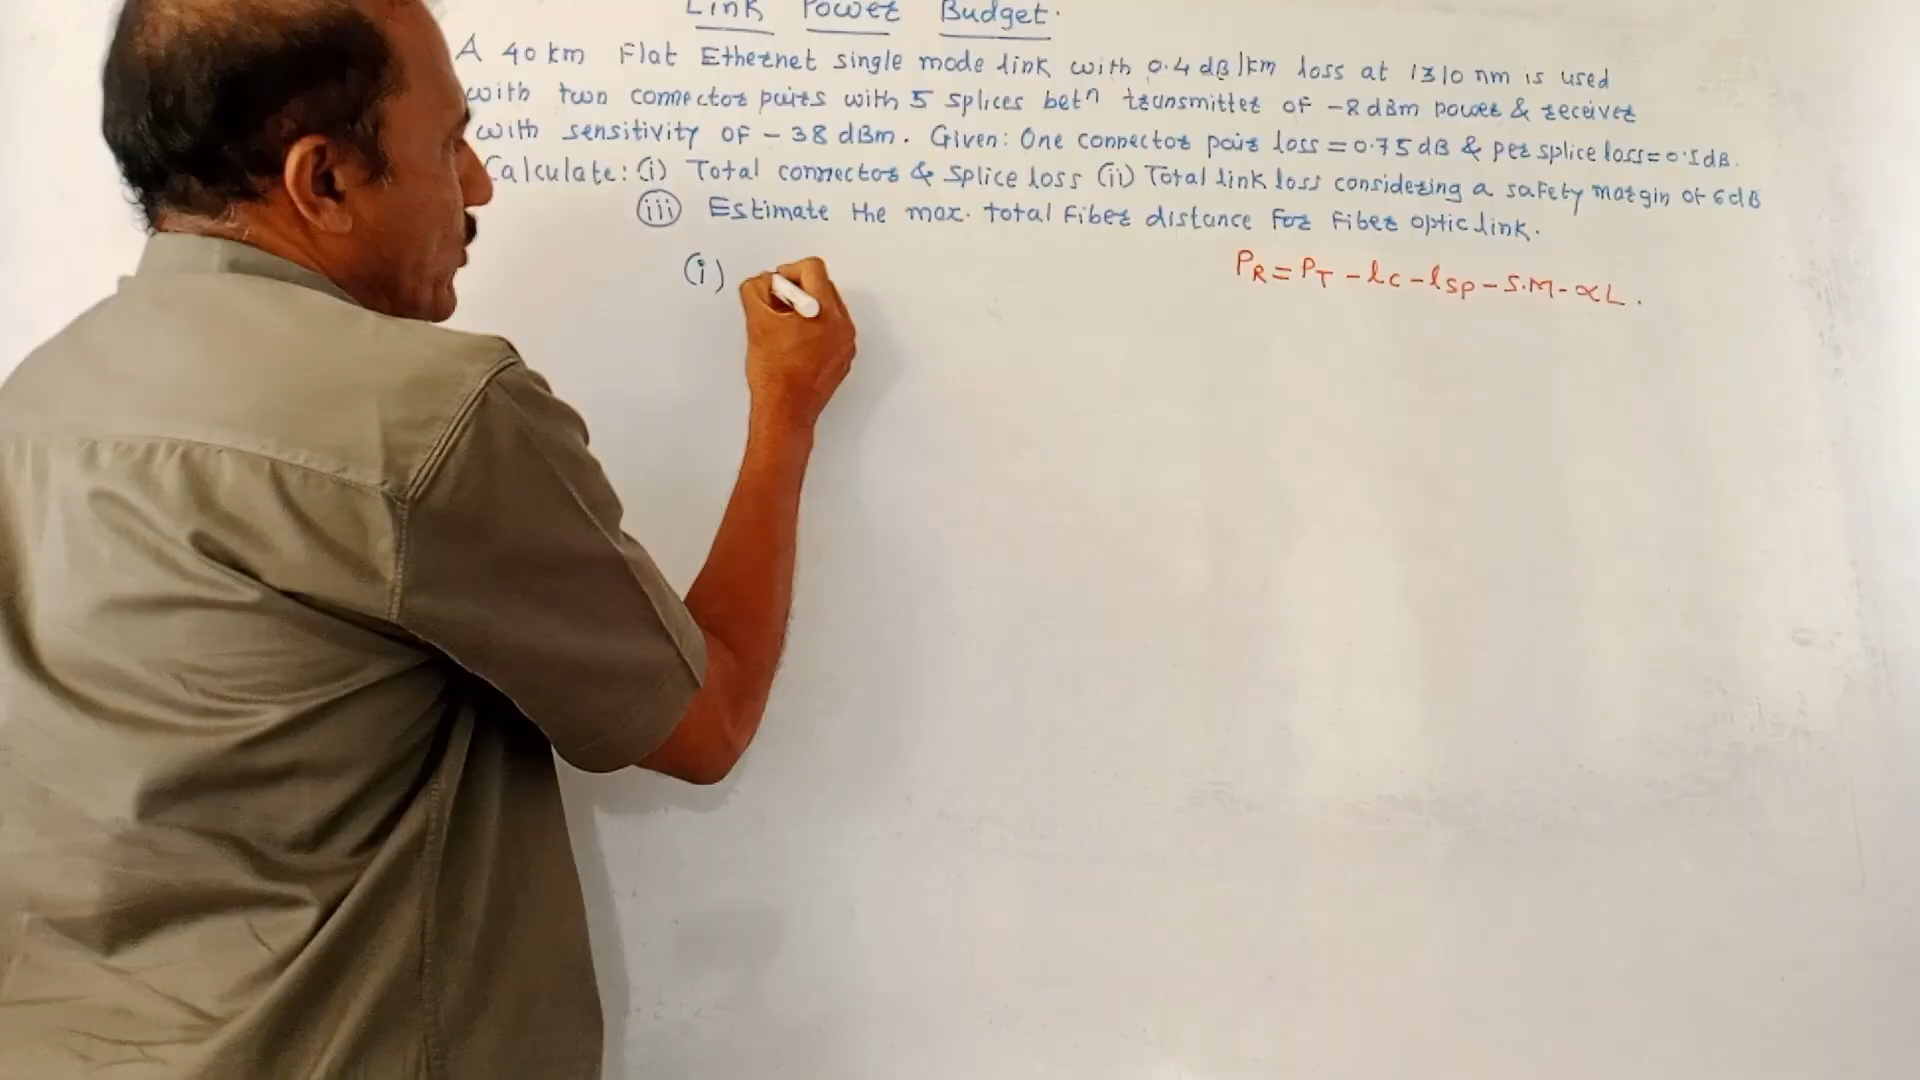 Link Power Budget.
A 40 km Flat Ethernet single mode link with 0.4 dB/km loss at 1310 nm is used
with two connector pairs with 5 splices betn transmitter of -8 dBm power & receiver
with sensitivity of - 38 dBm. Given: One connector pair loss = 0.75 dB & per splice loss = 0.1 dB.
Calculate: (i) Total connector & splice loss (ii) Total link loss considering a safety margin of 6 dB
(iii) Estimate the max. total fiber distance for fiber optic link.
(i)
PR = PT - lc - lsp - S.M - αL.